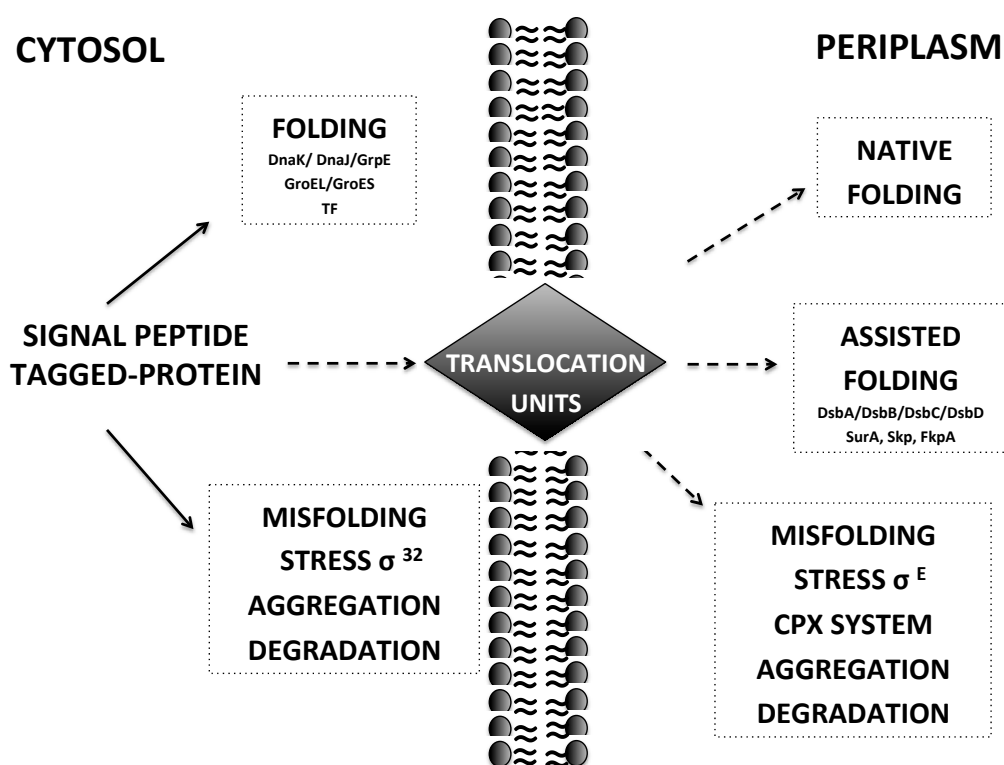 CYTOSOL
PERIPLASM
FOLDING
DnaK/ DnaJ/GrpE
GroEL/GroES
TF
NATIVE
FOLDING
SIGNAL PEPTIDE
TAGGED-PROTEIN
TRANSLOCATION
UNITS
ASSISTED
FOLDING
DsbA/DsbB/DsbC/DsbD
SurA, Skp, FkpA
MISFOLDING
STRESS σ 32
AGGREGATION
DEGRADATION
MISFOLDING
STRESS σ E
CPX SYSTEM
AGGREGATION
DEGRADATION